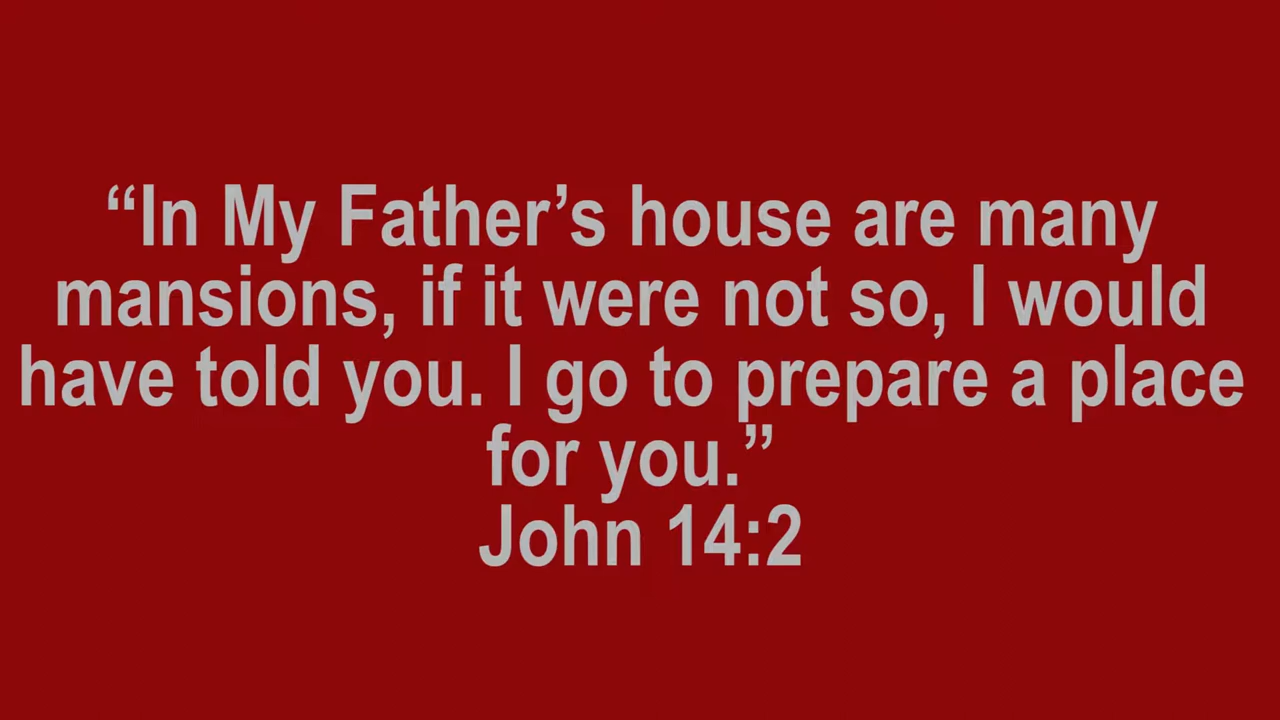 “In My Father’s house are many
mansions, if it were not so, I would
have told you. I go to prepare a place
for you.”
John 14:2